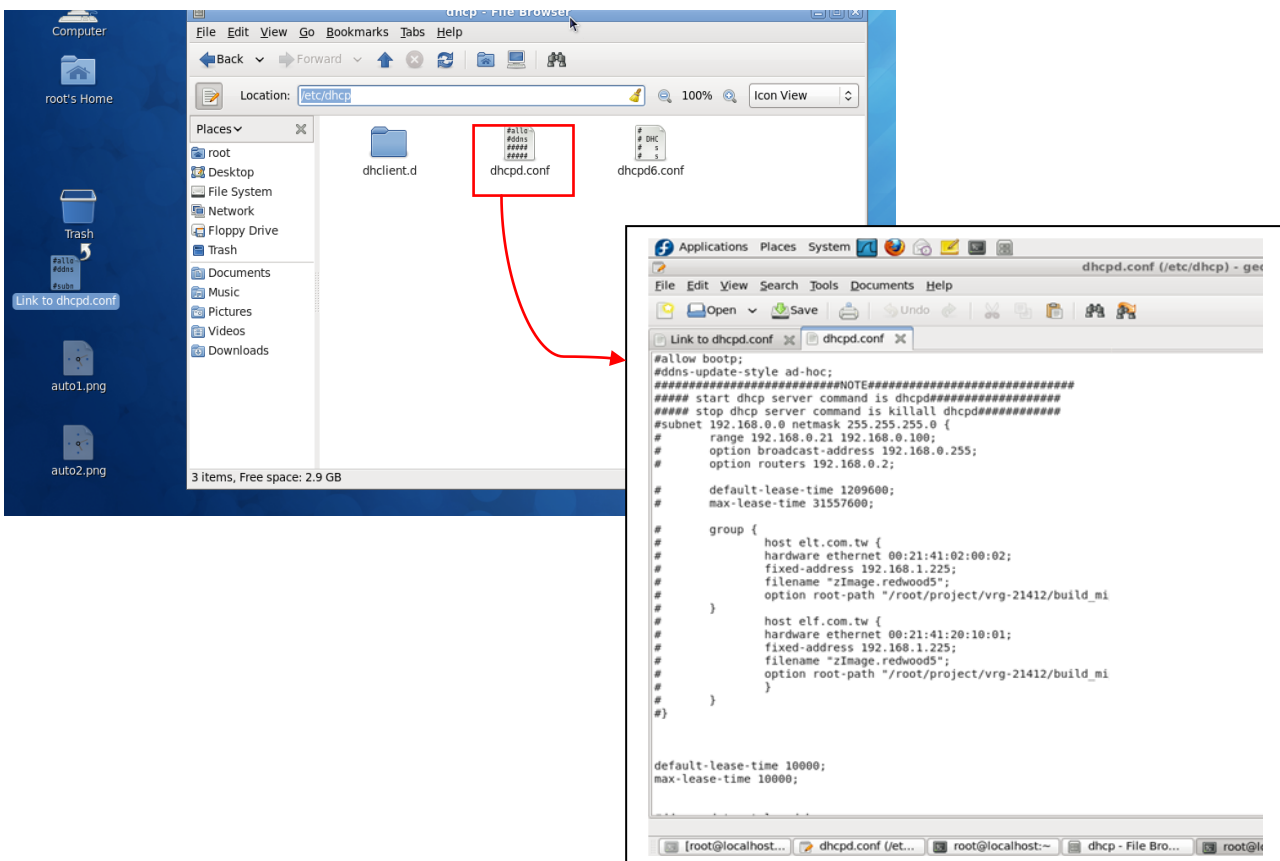 Computer
root's Home
Trash
#allo
#ddns
#subn
Link to dhcpd.conf
auto1.png
auto2.png
dhcp - File Browser
File Edit View Go Bookmarks Tabs Help
Back Forward
Location: /etc/dhcp 100% Icon View
Places
root
Desktop
File System
Network
Floppy Drive
Trash
Documents
Music
Pictures
Videos
Downloads
dhclient.d
#allo
#ddns
#####
#####
dhcpd.conf
#
# DHC
# s
# s
dhcpd6.conf
3 items, Free space: 2.9 GB
Applications Places System
dhcpd.conf (/etc/dhcp) - ged
File Edit View Search Tools Documents Help
Open Save Undo
Link to dhcpd.conf dhcpd.conf
#allow bootp;
#ddns-update-style ad-hoc;
###########################NOTE##############################
##### start dhcp server command is dhcpd###################
##### stop dhcp server command is killall dhcpd############
#subnet 192.168.0.0 netmask 255.255.255.0 {
# range 192.168.0.21 192.168.0.100;
# option broadcast-address 192.168.0.255;
# option routers 192.168.0.2;
# default-lease-time 1209600;
# max-lease-time 31557600;
# group {
# host elt.com.tw {
# hardware ethernet 00:21:41:02:00:02;
# fixed-address 192.168.1.225;
# filename "zImage.redwood5";
# option root-path "/root/project/vrg-21412/build_mi
# }
# host elf.com.tw {
# hardware ethernet 00:21:41:20:10:01;
# fixed-address 192.168.1.225;
# filename "zImage.redwood5";
# option root-path "/root/project/vrg-21412/build_mi
# }
# }
#}
default-lease-time 10000;
max-lease-time 10000;
[root@localhost... dhcpd.conf (/et... root@localhost:~ dhcp - File Bro... root@lo